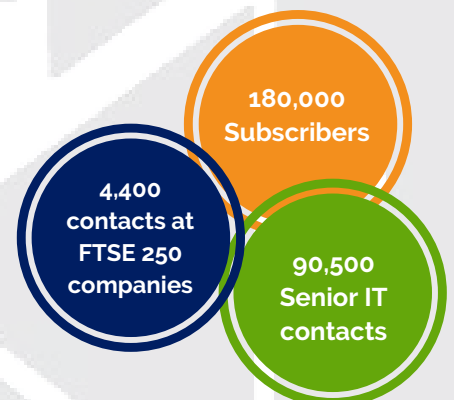 180,000
Subscribers
4,400
contacts at
FTSE 250
companies
90,500
Senior IT
contacts